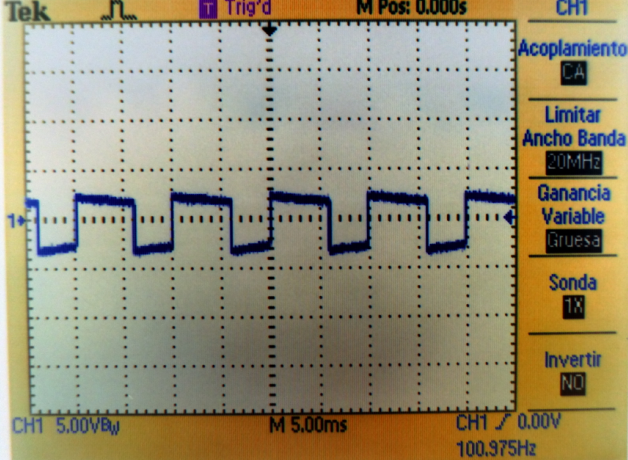 Tek
T Trig'd
M Pos: 0.000s
CH1
Acoplamiento
CA
Limitar
Ancho Banda
20MHz
Ganancia
Variable
Gruesa
Sonda
1X
Invertir
NO
1
CH1 5.00VBw
M 5.00ms
CH1 0.00V
100.975Hz